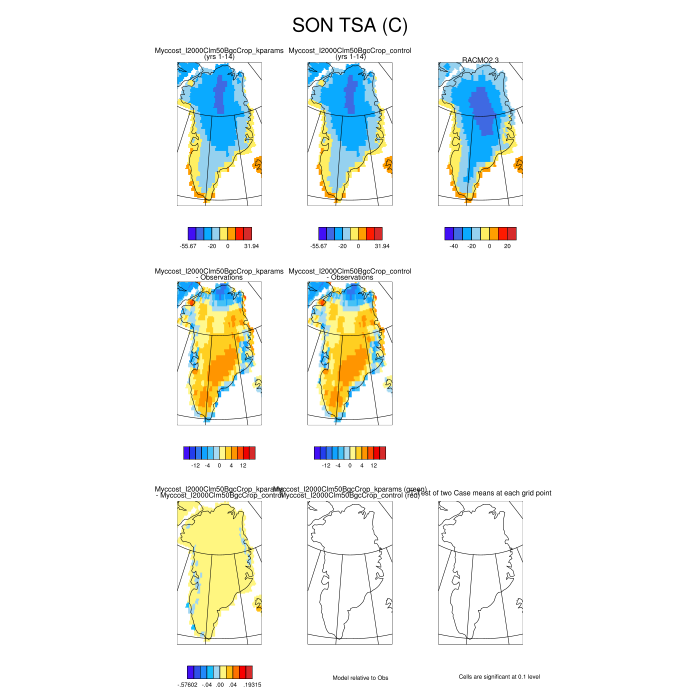 SON TSA (C)
Myccost_I2000Clm50BgcCrop_kparams
(yrs 1-14)
Myccost_I2000Clm50BgcCrop_control
(yrs 1-14)
RACMO2.3
-55.67 -20 0 31.94
-55.67 -20 0 31.94
-40 -20 0 20
Myccost_I2000Clm50BgcCrop_kparams
- Observations
Myccost_I2000Clm50BgcCrop_control
- Observations
-12 -4 0 4 12
-12 -4 0 4 12
Myccost_I2000Clm50BgcCrop_kparams
- Myccost_I2000Clm50BgcCrop_control
Myccost_I2000Clm50BgcCrop_kparams (green)
Myccost_I2000Clm50BgcCrop_control (red)
of two Case means at each grid point
-.57602 -.04 .00 .04 .19315
Model relative to Obs
Cells are significant at 0.1 level